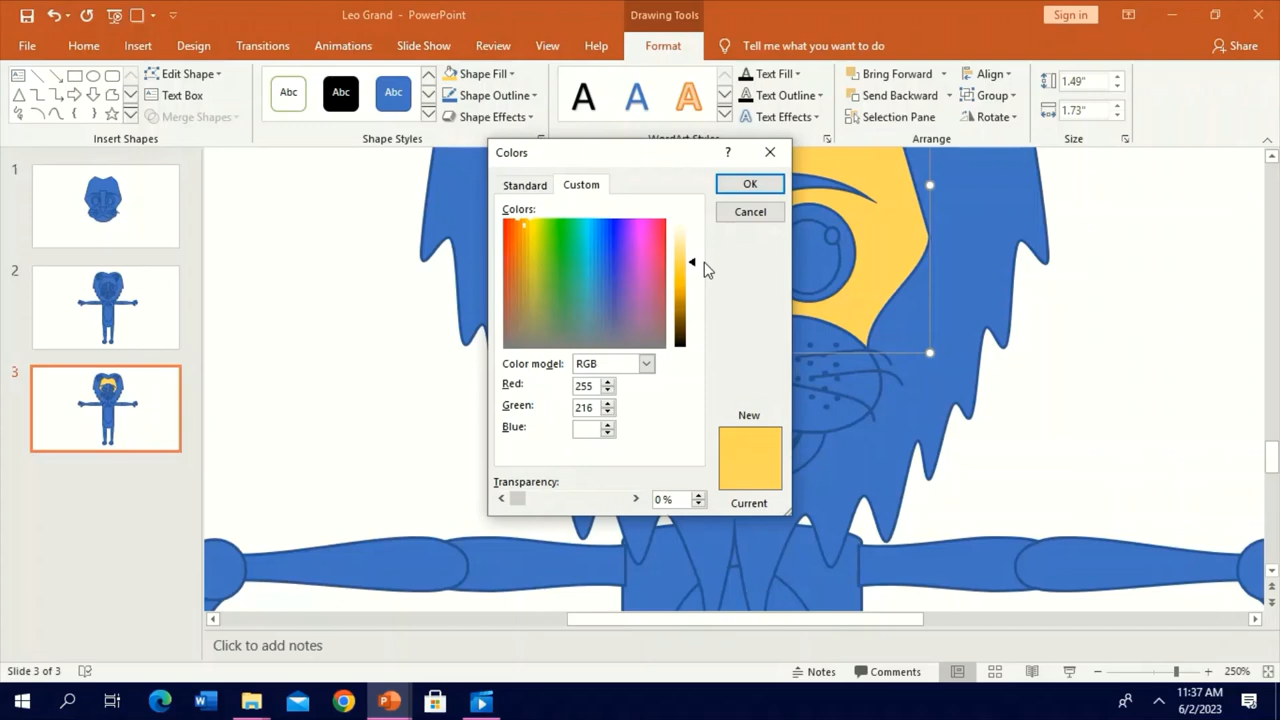 Leo Grand - PowerPoint
Drawing Tools
Sign in
File Home Insert Design Transitions Animations Slide Show Review View Help Format Tell me what you want to do Share
Edit Shape
Text Box
Merge Shapes
Insert Shapes
Abc Abc Abc
Shape Fill
Shape Outline
Shape Effects
Shape Styles
A A A
Text Fill
Text Outline
Text Effects
WordArt Styles
Bring Forward
Send Backward
Selection Pane
Align
Group
Rotate
Arrange
1.49"
1.73"
Size
1
2
3
Colors ?
Standard Custom
OK
Cancel
Colors:
Color model: RGB
Red: 255
Green: 216
Blue:
Transparency:
0 %
New
Current
Click to add notes
Slide 3 of 3 Notes Comments 250%
11:37 AM
6/2/2023